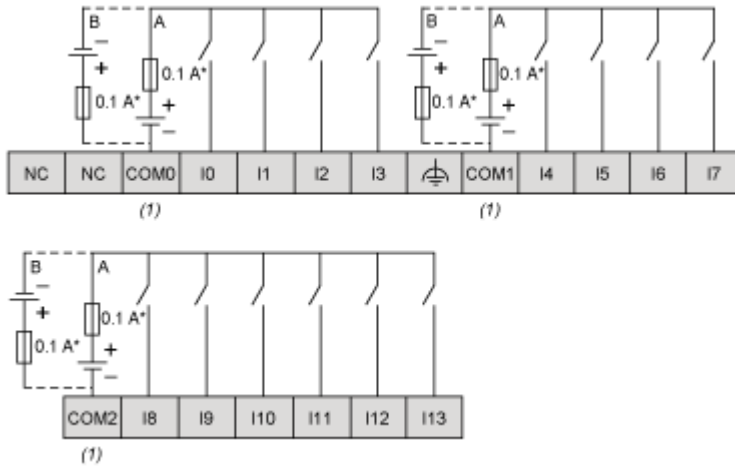 B – A B – A
+ 0.1 A* + 0.1 A*
0.1 A* + 0.1 A* +
– –
NC NC COM0 I0 I1 I2 I3 COM1 I4 I5 I6 I7
(1) (1)
B – A
+ 0.1 A*
0.1 A* +
–
COM2 I8 I9 I10 I11 I12 I13
(1)